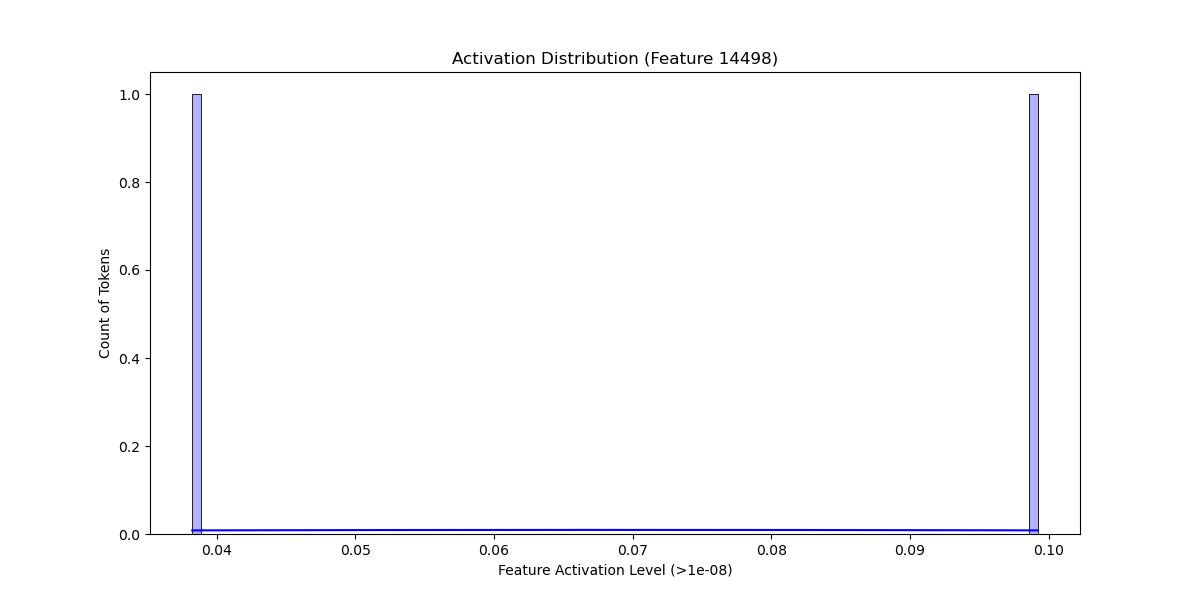 Activation Distribution (Feature 14498)
1.0
0.8
0.6
0.4
0.2
0.0
Count of Tokens
0.04 0.05 0.06 0.07 0.08 0.09 0.10
Feature Activation Level (>1e-08)